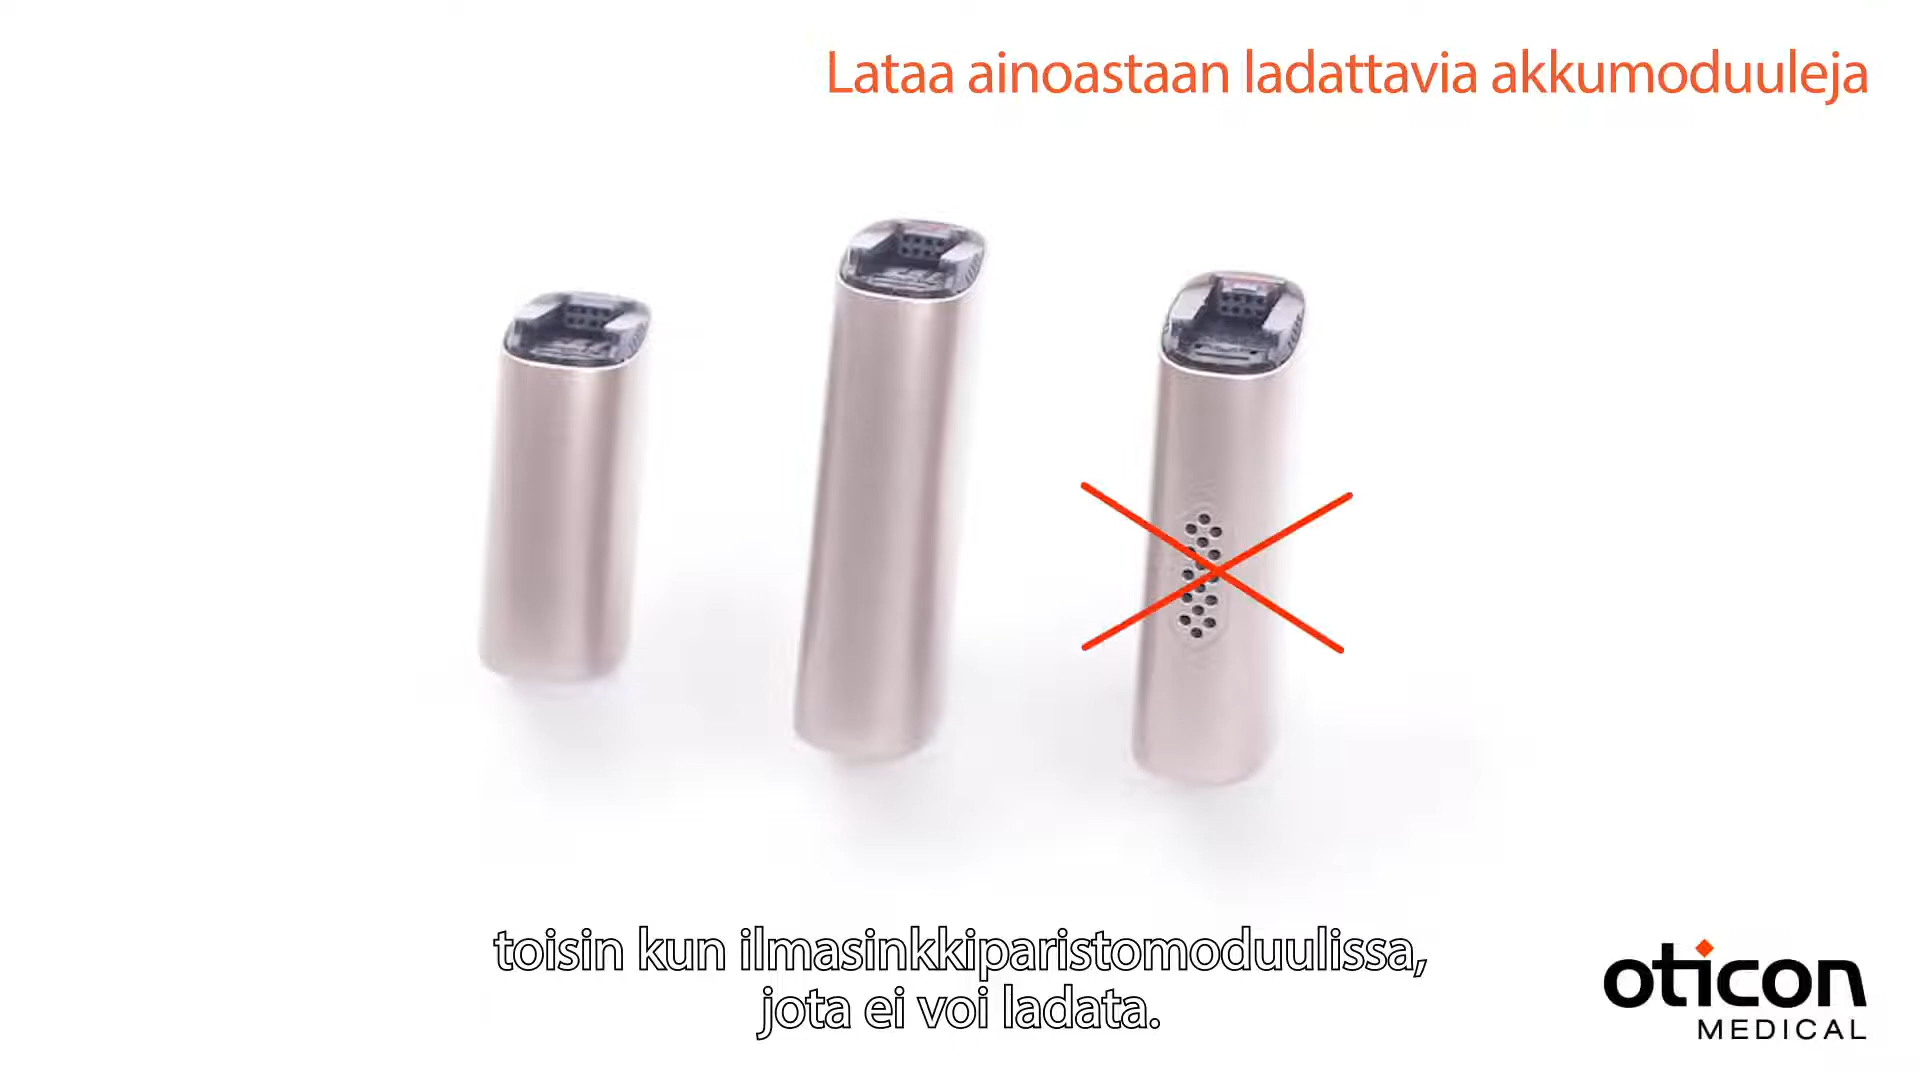 Lataa ainoastaan ladattavia akkumoduuleja
toisin kun ilmasinkkiparistomoduulissa,
jota ei voi ladata.
oticon
MEDICAL